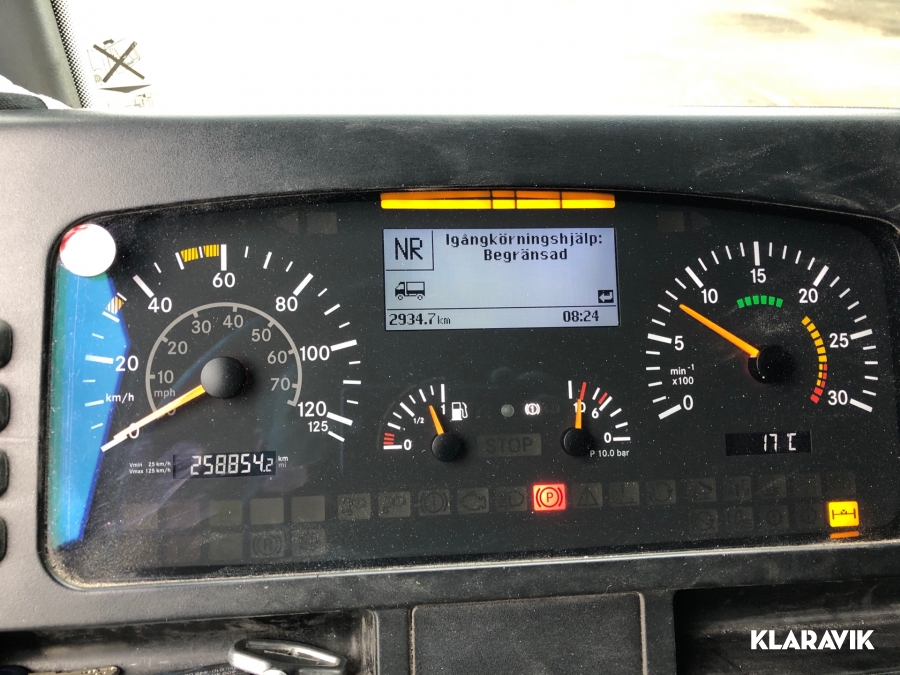 NR
Igångkörningshjälp:
Begränsad
2934.7 km
08:24
0
20
40
60
80
100
120
125
km/h
10
20
30
40
50
60
70
mph
Vmin 25 km/h
Vmax 125 km/h
258854.2 km
mi
0
1/2
1
STOP
10
6
0
P 10.0 bar
0
5
10
15
20
25
30
min⁻¹
x100
17℃
P
KLARAVIK